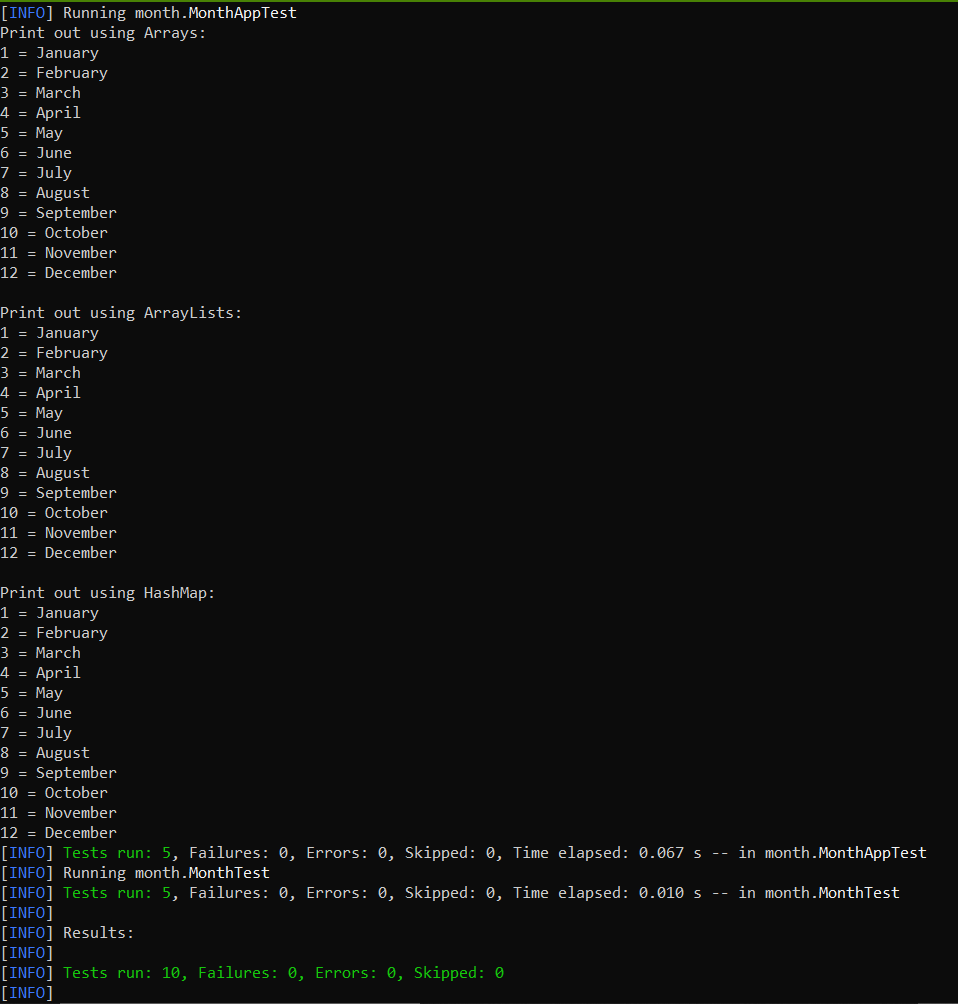 [INFO] Running month.MonthAppTest
Print out using Arrays:
1 = January
2 = February
3 = March
4 = April
5 = May
6 = June
7 = July
8 = August
9 = September
10 = October
11 = November
12 = December

Print out using ArrayLists:
1 = January
2 = February
3 = March
4 = April
5 = May
6 = June
7 = July
8 = August
9 = September
10 = October
11 = November
12 = December

Print out using HashMap:
1 = January
2 = February
3 = March
4 = April
5 = May
6 = June
7 = July
8 = August
9 = September
10 = October
11 = November
12 = December
[INFO] Tests run: 5, Failures: 0, Errors: 0, Skipped: 0, Time elapsed: 0.067 s -- in month.MonthAppTest
[INFO] Running month.MonthTest
[INFO] Tests run: 5, Failures: 0, Errors: 0, Skipped: 0, Time elapsed: 0.010 s -- in month.MonthTest
[INFO]
[INFO] Results:
[INFO]
[INFO] Tests run: 10, Failures: 0, Errors: 0, Skipped: 0
[INFO]